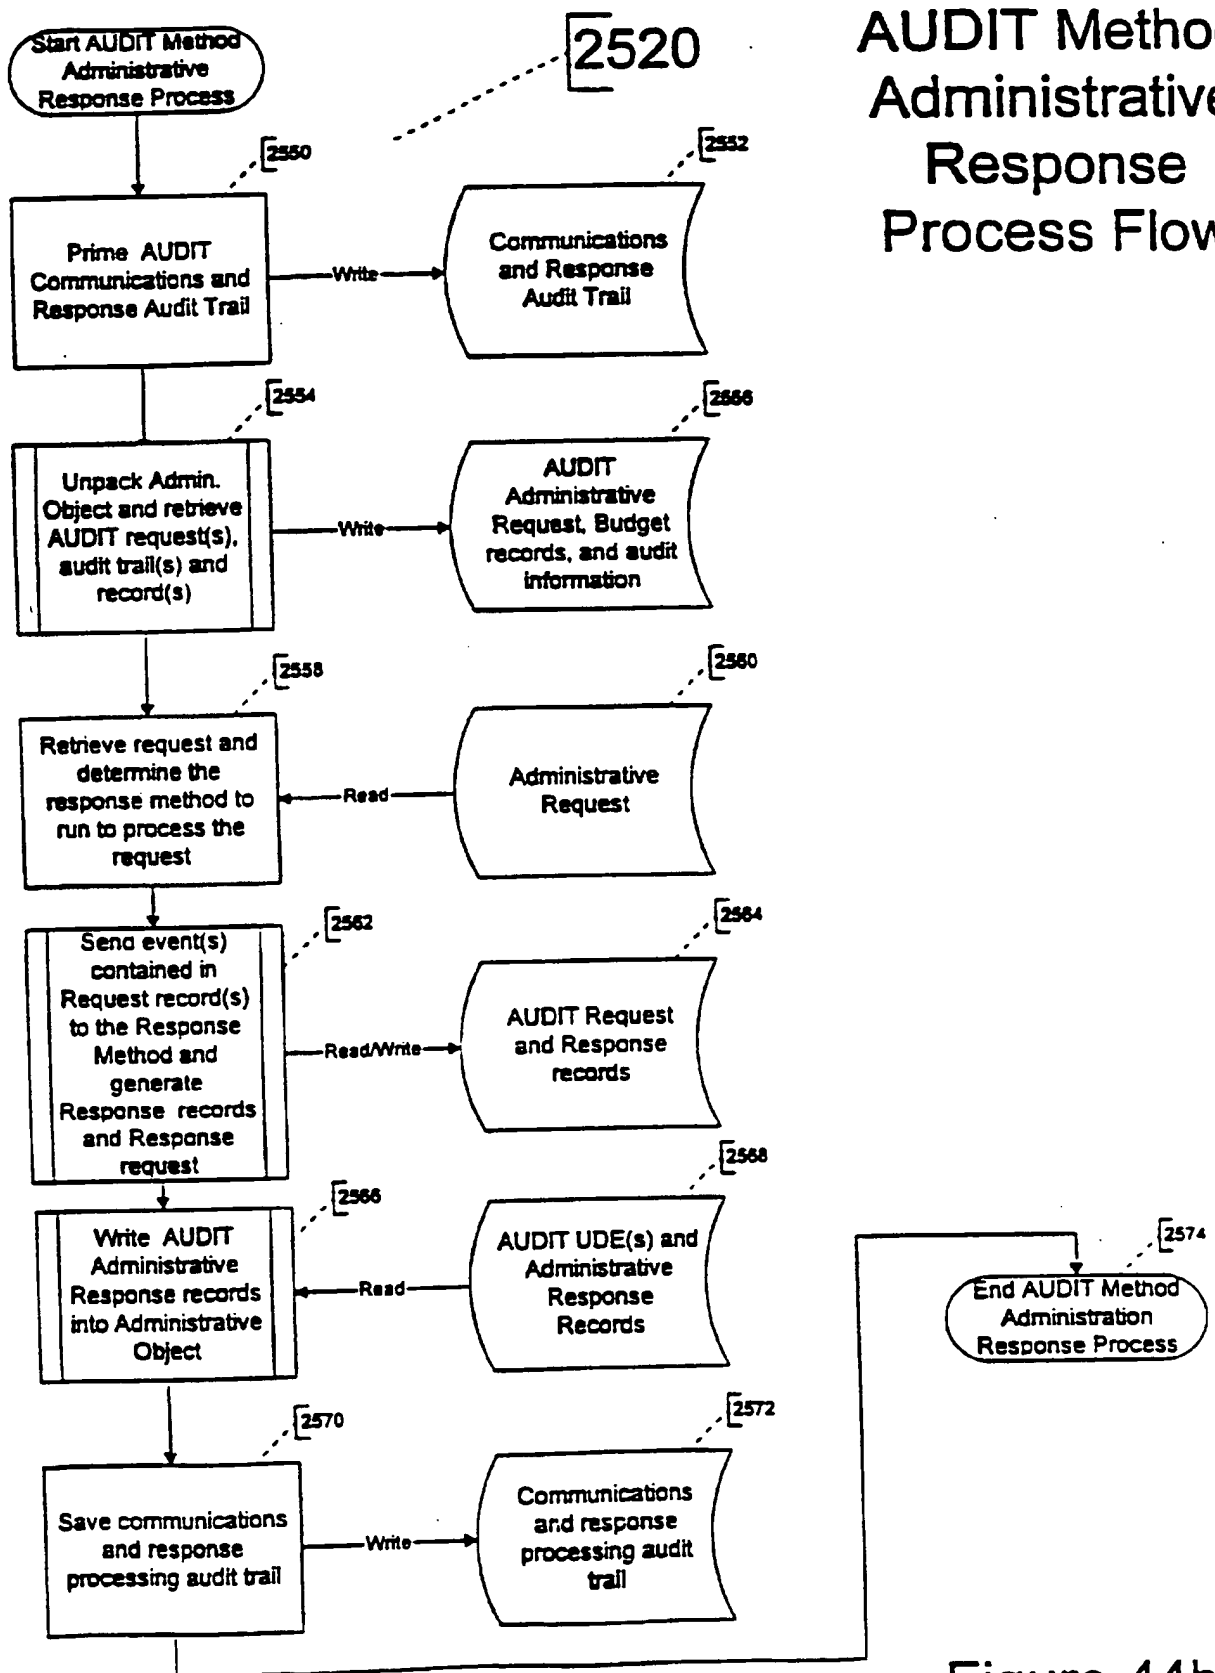 AUDIT Metho
Administrative
Response
Process Flow
2520
Start AUDIT Method
Administrative
Response Process
2550
Prime AUDIT
Communications and
Response Audit Trail
Write
2552
Communications
and Response
Audit Trail
2554
Unpack Admin.
Object and retrieve
AUDIT request(s),
audit trail(s) and
record(s)
Write
2556
AUDIT
Administrative
Request, Budget
records, and audit
information
2558
Retrieve request and
determine the
response method to
run to process the
request
Read
2560
Administrative
Request
2562
Send event(s)
contained in
Request record(s)
to the Response
Method and
generate
Response records
and Response
request
Read/Write
2564
AUDIT Request
and Response
records
2566
Write AUDIT
Administrative
Response records
into Administrative
Object
Read
2568
AUDIT UDE(s) and
Administrative
Response
Records
2570
Save communications
and response
processing audit trail
Write
2572
Communications
and response
processing audit
trail
2574
End AUDIT Method
Administration
Response Process
Figure 44b